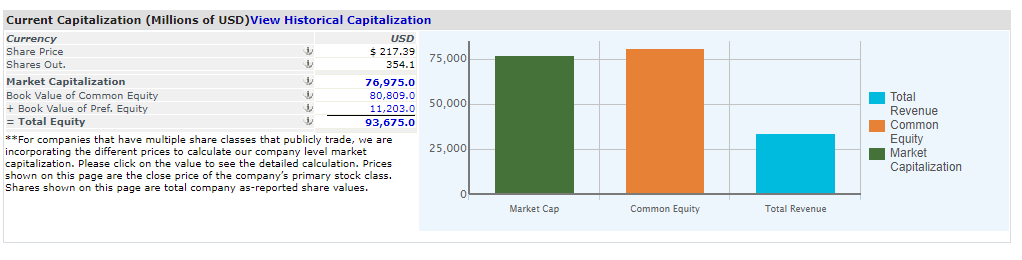 Current Capitalization (Millions of USD)View Historical Capitalization
Currency USD
Share Price $ 217.39
Shares Out. 354.1
Market Capitalization 76,975.0
Book Value of Common Equity 80,809.0
+ Book Value of Pref. Equity 11,203.0
= Total Equity 93,675.0
**For companies that have multiple share classes that publicly trade, we are
incorporating the different prices to calculate our company level market
capitalization. Please click on the value to see the detailed calculation. Prices
shown on this page are the close price of the company's primary stock class.
Shares shown on this page are total company as-reported share values.
75,000
50,000
25,000
0
Market Cap Common Equity Total Revenue
Total
Revenue
Common
Equity
Market
Capitalization